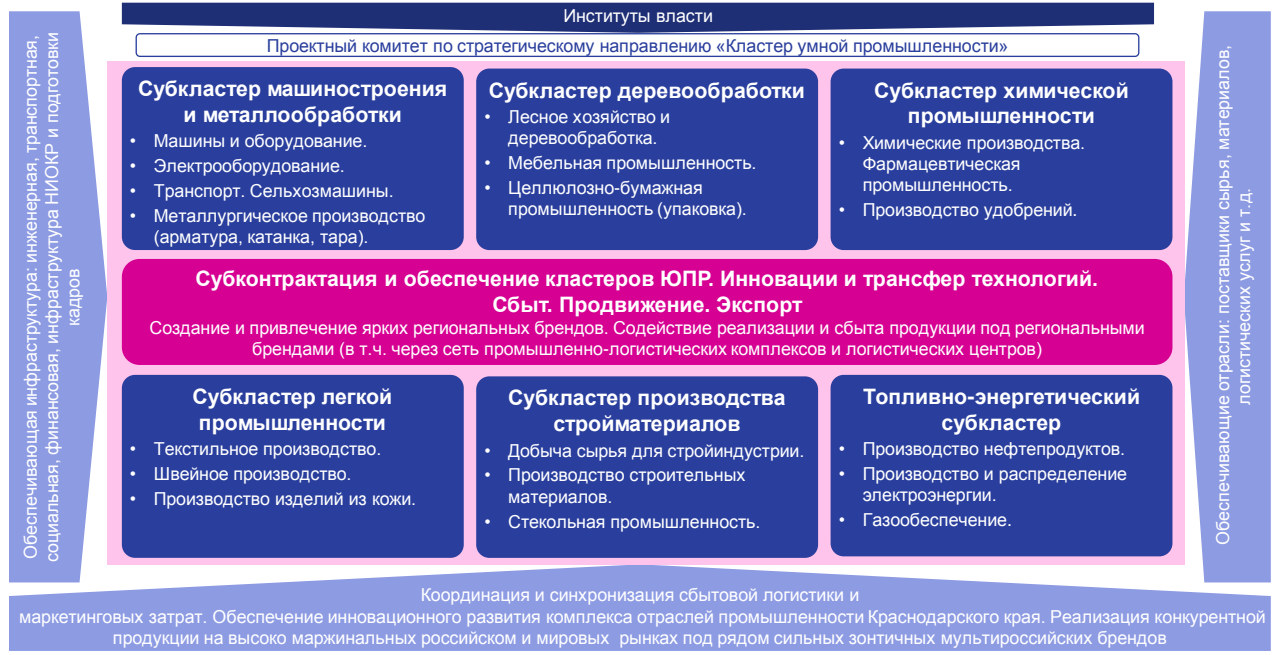 Институты власти
Проектный комитет по стратегическому направлению «Кластер умной промышленности»
Обеспечивающая инфраструктура: инженерная, транспортная,
социальная, финансовая, инфраструктура НИОКР и подготовки
кадров
Субкластер машиностроения
и металлообработки
• Машины и оборудование.
• Электрооборудование.
• Транспорт. Сельхозмашины.
• Металлургическое производство
(арматура, катанка, тара).
Субкластер деревообработки
• Лесное хозяйство и
деревообработка.
• Мебельная промышленность.
• Целлюлозно-бумажная
промышленность (упаковка).
Субкластер химической
промышленности
• Химические производства.
Фармацевтическая
промышленность.
• Производство удобрений.
Субконтрактация и обеспечение кластеров ЮПР. Инновации и трансфер технологий.
Сбыт. Продвижение. Экспорт
Создание и привлечение ярких региональных брендов. Содействие реализации и сбыта продукции под региональными
брендами (в т.ч. через сеть промышленно-логистических комплексов и логистических центров)
Субкластер легкой
промышленности
• Текстильное производство.
• Швейное производство.
• Производство изделий из кожи.
Субкластер производства
стройматериалов
• Добыча сырья для стройиндустрии.
• Производство строительных
материалов.
• Стекольная промышленность.
Топливно-энергетический
субкластер
• Производство нефтепродуктов.
• Производство и распределение
электроэнергии.
• Газообеспечение.
Обеспечивающие отрасли: поставщики сырья, материалов,
логистических услуг и т.д.
Координация и синхронизация сбытовой логистики и
маркетинговых затрат. Обеспечение инновационного развития комплекса отраслей промышленности Краснодарского края. Реализация конкурентной
продукции на высоко маржинальных российском и мировых рынках под рядом сильных зонтичных мультироссийских брендов